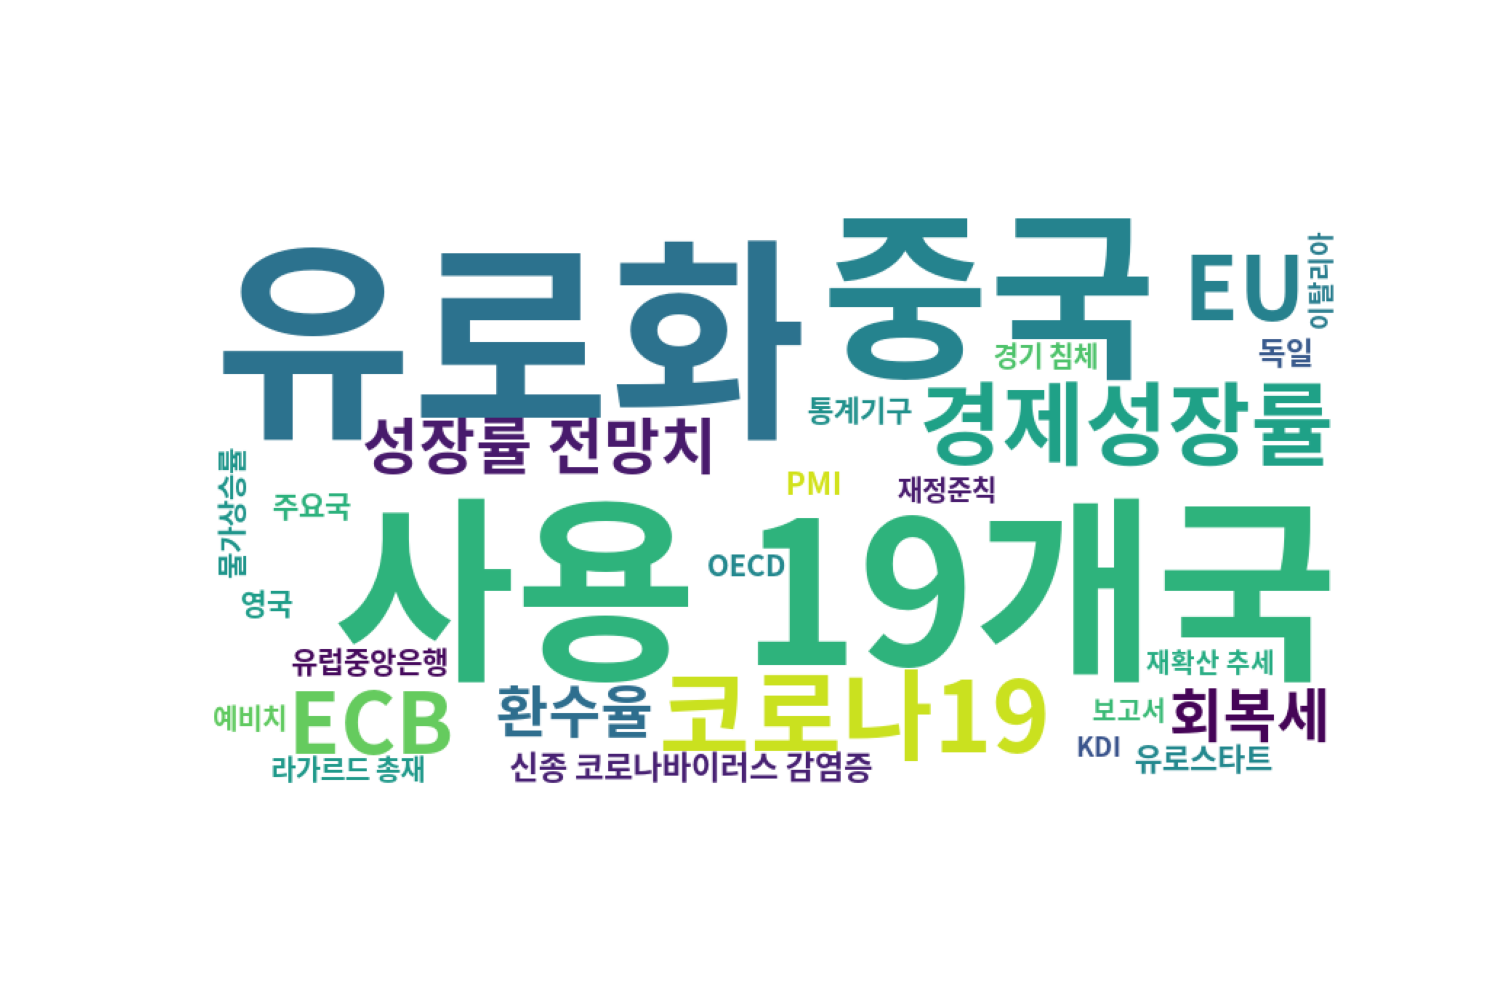 유로화
중국
EU
이탈리아
경기 침체
독일
성장률 전망치
통계기구
경제성장률
물가상승률
주요국
PMI
재정준칙
사용 19개국
OECD
영국
유럽중앙은행
재확산 추세
예비치
ECB
환수율
코로나19
보고서
회복세
KDI
유로스타트
라가르드 총재
신종 코로나바이러스 감염증